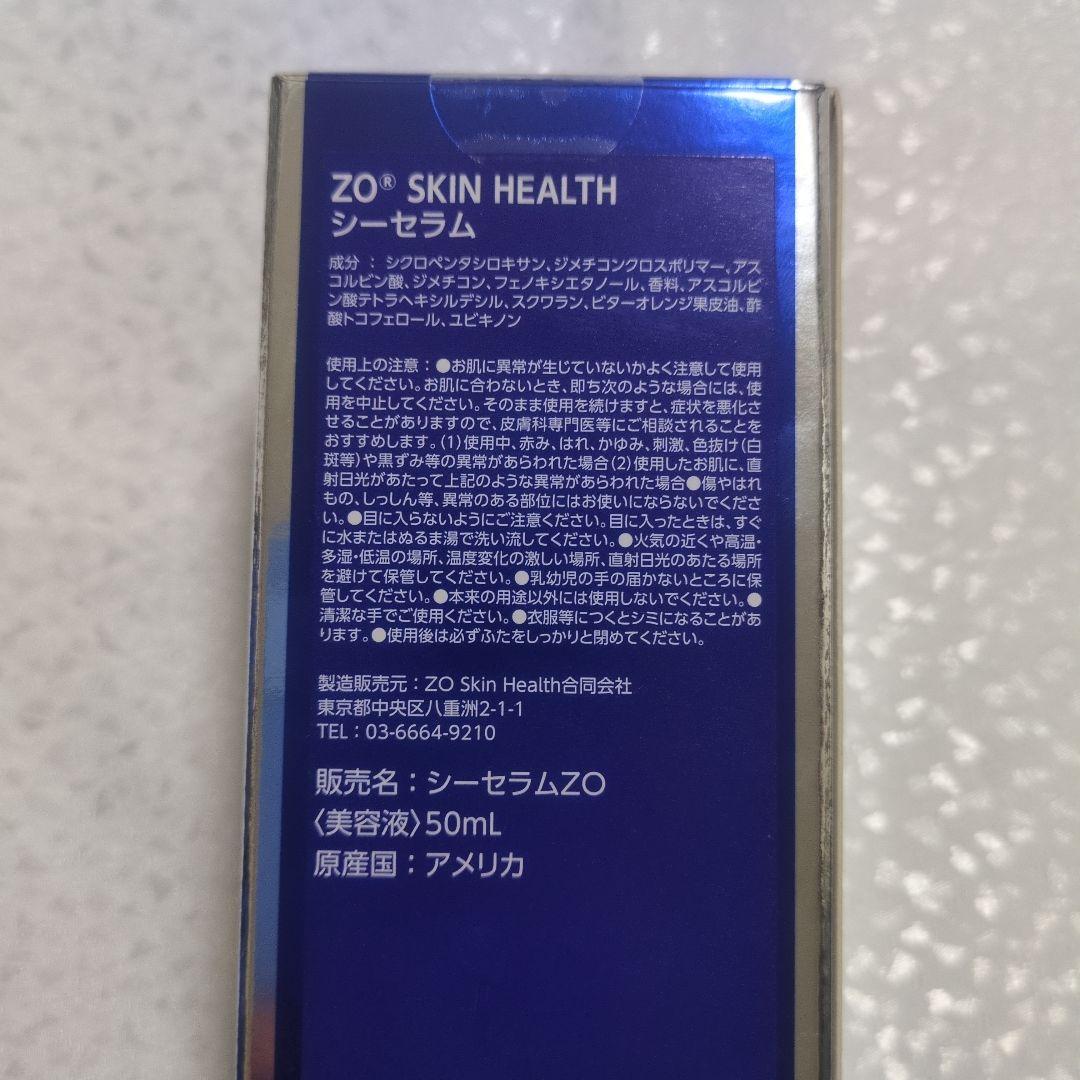 ZO® SKIN HEALTH
シーセラム
成分 : シクロペンタシロキサン、ジメチコンクロスポリマー、アス
コルビン酸、ジメチコン、フェノキシエタノール、香料、アスコルビ
ン酸テトラヘキシルデシル、スクワラン、ビターオレンジ果皮油、酢
酸トコフェロール、ユビキノン
使用上の注意:●お肌に異常が生じていないかよく注意して使用
してください。お肌に合わないとき、即ち次のような場合には、使
用を中止してください。そのまま使用を続けますと、症状を悪化さ
せることがありますので、皮膚科専門医等にご相談されることを
おすすめします。(1)使用中、赤み、はれ、かゆみ、刺激、色抜け(白
斑等)や黒ずみ等の異常があらわれた場合(2)使用したお肌に、直
射日光があたって上記のような異常があらわれた場合●傷やはれ
もの、しっしん等、異常のある部位にはお使いにならないでくださ
い。●目に入らないようにご注意ください。目に入ったときは、すぐ
に水またはぬるま湯で洗い流してください。●火気の近くや高温・
多湿・低温の場所、温度変化の激しい場所、直射日光のあたる場所
を避けて保管してください。●乳幼児の手の届かないところに保
管してください。●本来の用途以外には使用しないでください。●
清潔な手でご使用ください。●衣服等につくとシミになることがあ
ります。●使用後は必ずふたをしっかりと閉めてください。
製造販売元:ZO Skin Health合同会社
東京都中央区八重洲2-1-1
TEL:03-6664-9210
販売名:シーセラムZO
〈美容液〉50mL
原産国:アメリカ